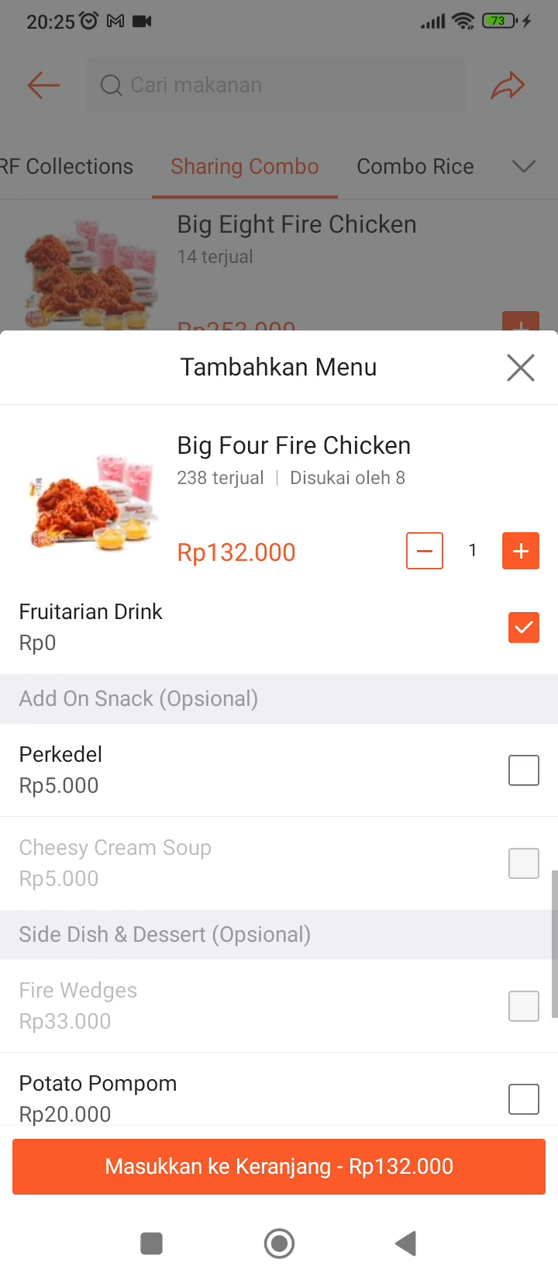 20:25
73
Cari makanan
RF Collections
Sharing Combo
Combo Rice
Big Eight Fire Chicken
14 terjual
Rp253.000
Tambahkan Menu
Big Four Fire Chicken
238 terjual | Disukai oleh 8
Rp132.000
1
Fruitarian Drink
Rp0
Add On Snack (Opsional)
Perkedel
Rp5.000
Cheesy Cream Soup
Rp5.000
Side Dish & Dessert (Opsional)
Fire Wedges
Rp33.000
Potato Pompom
Rp20.000
Masukkan ke Keranjang - Rp132.000